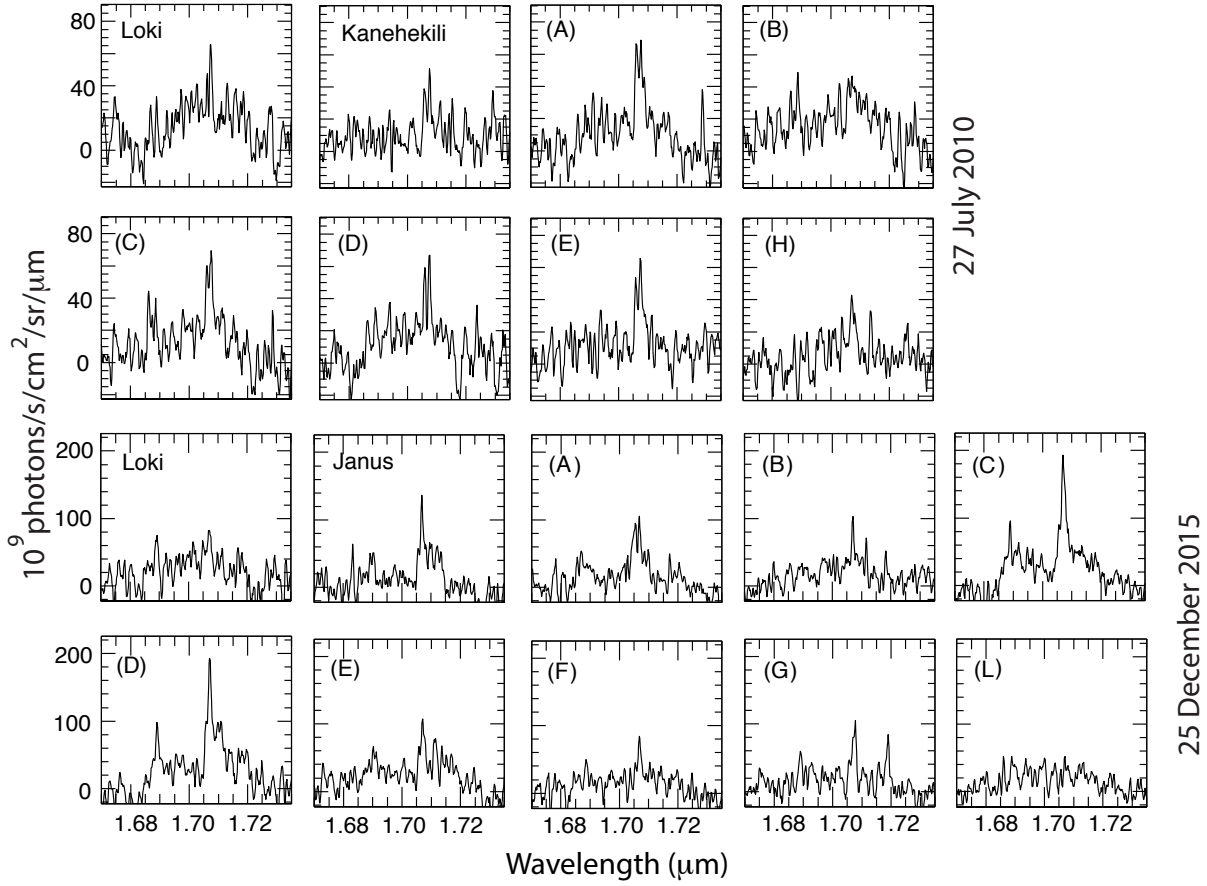 80
40
0
Loki
Kanehekili
(A)
(B)
27 July 2010
80
40
0
(C)
(D)
(E)
(H)
10⁹ photons/s/cm²/sr/μm
200
100
0
Loki
Janus
(A)
(B)
(C)
25 December 2015
200
100
0
(D)
(E)
(F)
(G)
(L)
1.68 1.70 1.72 1.68 1.70 1.72 1.68 1.70 1.72 1.68 1.70 1.72 1.68 1.70 1.72
Wavelength (μm)